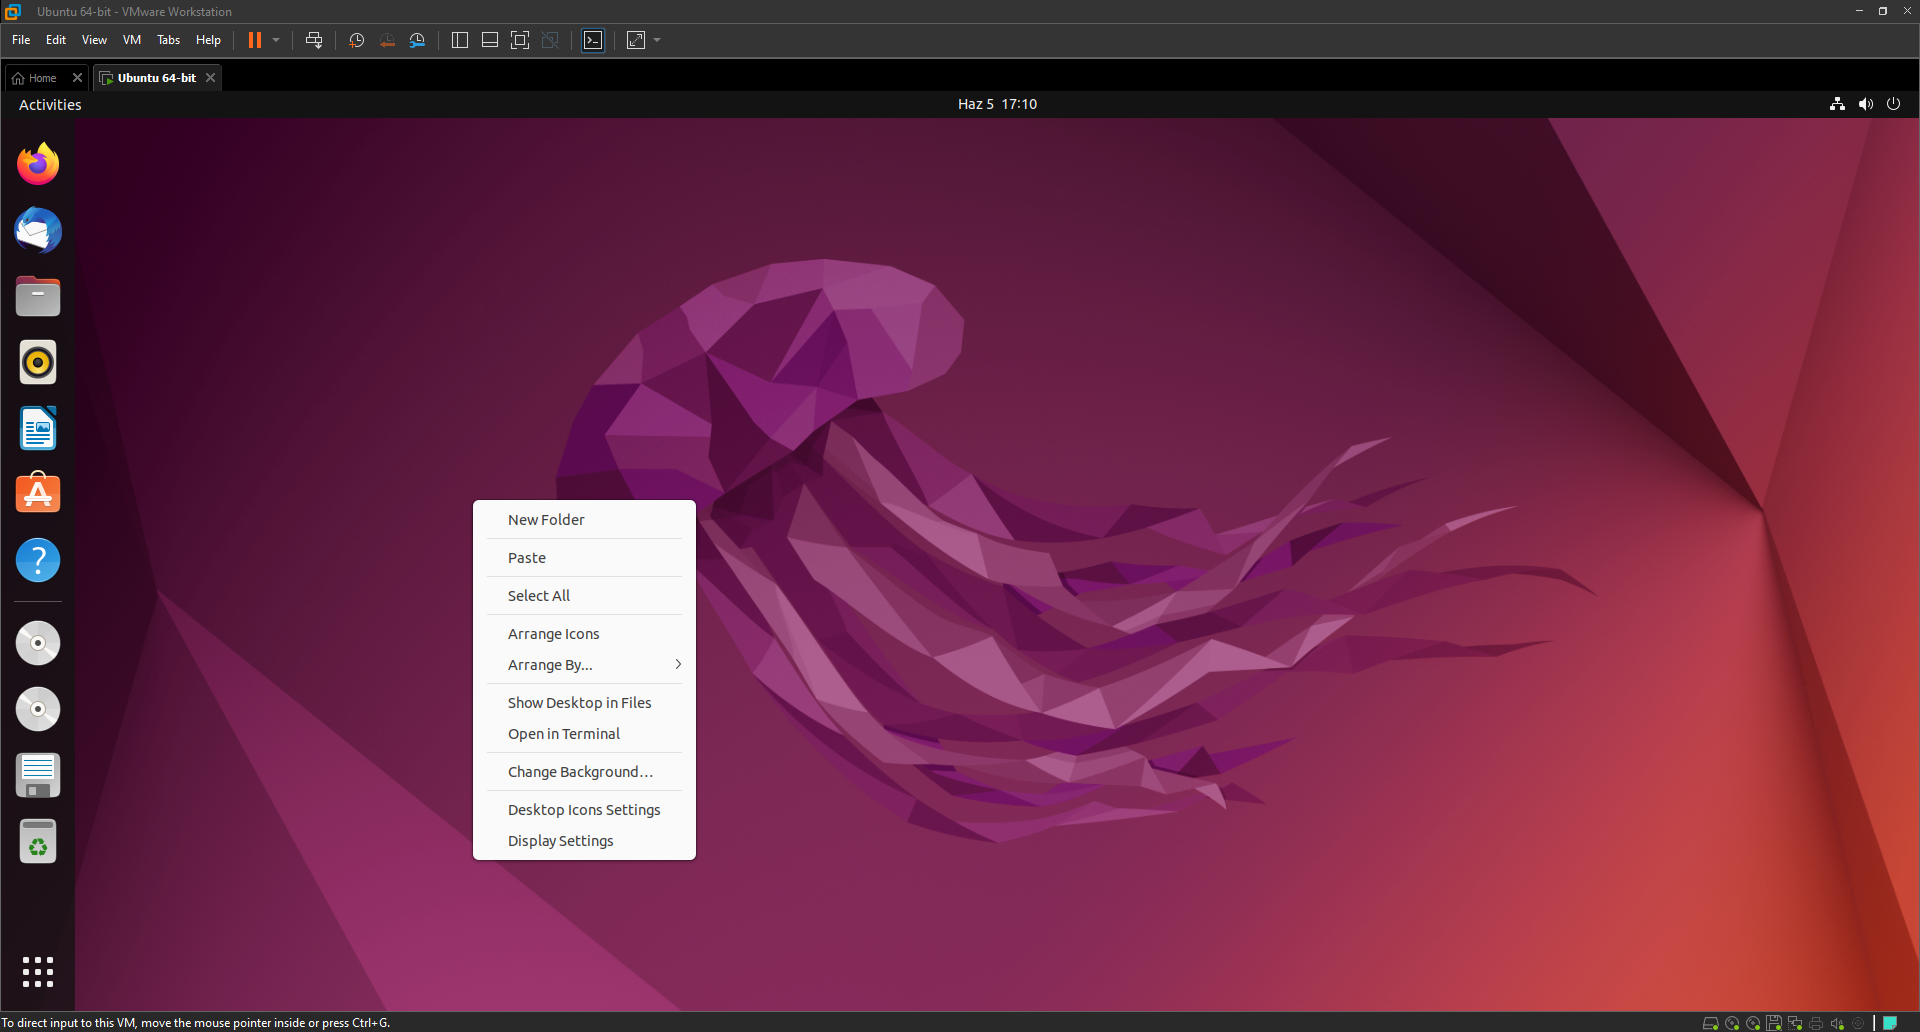 Ubuntu 64-bit - VMware Workstation
File Edit View VM Tabs Help
Home Ubuntu 64-bit
Activities Haz 5 17:10
New Folder
Paste
Select All
Arrange Icons
Arrange By...
Show Desktop in Files
Open in Terminal
Change Background…
Desktop Icons Settings
Display Settings
To direct input to this VM, move the mouse pointer inside or press Ctrl+G.